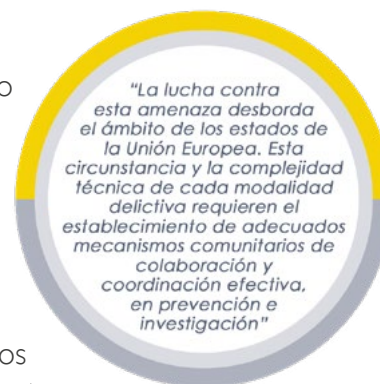 o
"La lucha contra
esta amenaza desborda
el ámbito de los estados de
la Unión Europea. Esta
circunstancia y la complejidad
técnica de cada modalidad
delictiva requieren el
establecimiento de adecuados
mecanismos comunitarios de
colaboración y
coordinación efectiva,
en prevención e
investigación"
os